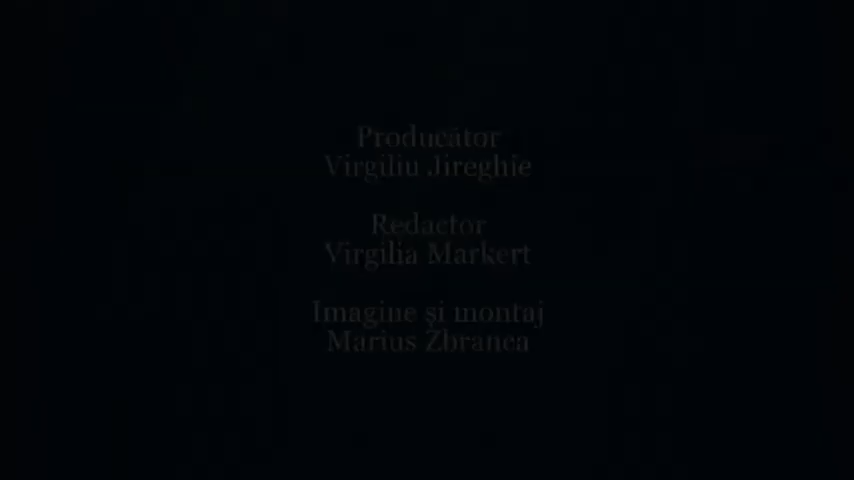 Producător
Virgiliu Jireghie
Redactor
Virgilia Markert
Imagine și montaj
Marius Zbranca